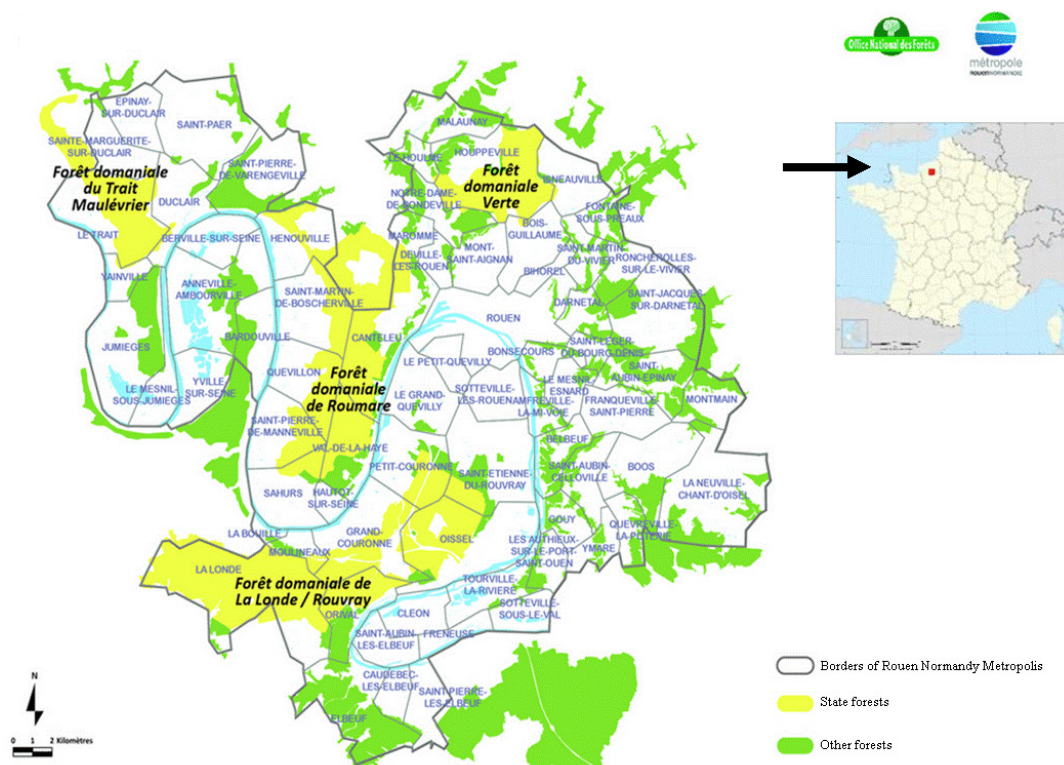 Office National des Forêts
métropole
ROUENNORMANDIE
EPINAY-
SUR-DUCLAIR
SAINT-PAER
SAINTE-MARGUERITE-
SUR-DUCLAIR
Forêt domaniale
du Trait
Maulévrier
SAINT-PIERRE-
DE-VARENGEVILLE
DUCLAIR
LE TRAIT
BERVILLE-SUR-SEINE
HENOUVILLE
YAINVILLE
ANNEVILLE-
AMBOURVILLE
SAINT-MARTIN-
DE-BOSCHERVILLE
BARDOUVILLE
JUMIEGES
LE MESNIL-
SOUS-JUMIEGES
YVILLE-
SUR-SEINE
QUEVILLON
CANTELEU
Forêt
domaniale
de Roumare
SAINT-PIERRE-
DE-MANNEVILLE
VAL-DE-LA-HAYE
SAHURS
HAUTOT-
SUR-SEINE
MALAUNAY
LE HOULME
HOUPPEVILLE
Forêt
domaniale
Verte
ISNEAUVILLE
NOTRE-DAME-
DE-BONDEVILLE
FONTAINE-
SOUS-PREAUX
MAROMME
BOIS-
GUILLAUME
DEVILLE-
LES-ROUEN
MONT-
SAINT-AIGNAN
SAINT-MARTIN-
DU-VIVIER
BIHOREL
RONCHEROLLES-
SUR-LE-VIVIER
DARNETAL
SAINT-JACQUES-
SUR-DARNETAL
ROUEN
SAINT-LEGER-
DU-BOURG-DENIS
BONSECOURS
LE PETIT-QUEVILLY
SAINT-
AUBIN-EPINAY
LE MESNIL-
ESNARD
LE GRAND-
QUEVILLY
SOTTEVILLE-
LES-ROUEN
AMFREVILLE-
LA-MI-VOIE
FRANQUEVILLE-
SAINT-PIERRE
MONTMAIN
BELBEUF
PETIT-COURONNE
SAINT-ETIENNE-
DU-ROUVRAY
SAINT-AUBIN-
CELLOVILLE
BOOS
LA NEUVILLE-
CHANT-D'OISEL
GOUY
QUEVREVILLE-
LA-POTERIE
LA BOUILLE
MOULINEAUX
GRAND-
COURONNE
OISSEL
LES AUTHIEUX-
SUR-LE-PORT-
SAINT-OUEN
YMARE
LA LONDE
Forêt domaniale de
La Londe / Rouvray
TOURVILLE-
LA-RIVIERE
SOTTEVILLE-
SOUS-LE-VAL
ORIVAL
CLEON
SAINT-AUBIN-
LES-ELBEUF
FRENEUSE
CAUDEBEC-
LES-ELBEUF
SAINT-PIERRE-
LES-ELBEUF
ELBEUF
N
0 1 2 Kilomètres
Borders of Rouen Normandy Metropolis
State forests
Other forests